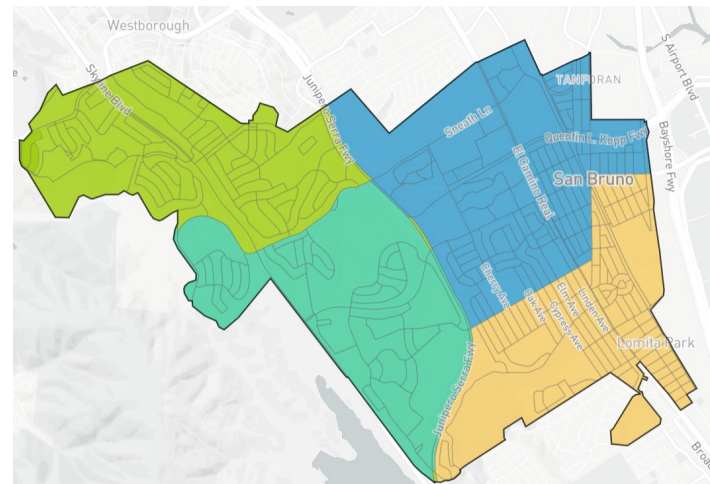 Westborough
Skyline Blvd
Junipero Serra Fwy
S Airport Blvd
TANFORAN
Sneath Ln
Quentin L. Kopp Fwy
Bayshore Fwy
El Camino Real
San Bruno
Cherry Ave
Oak Ave
Elm Ave
Linden Ave
Cypress Ave
Lomita Park
Junipero Serra Fwy
Broad